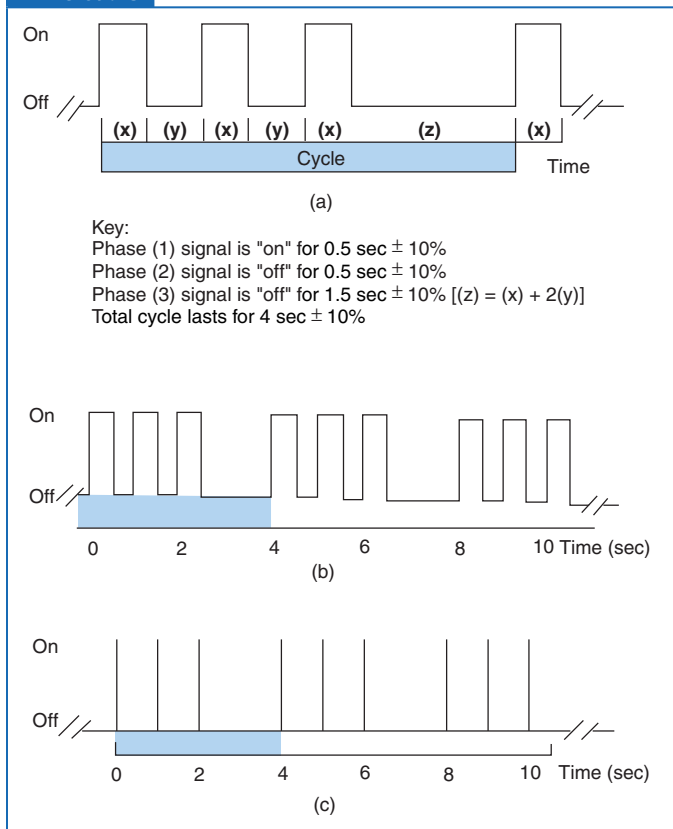 On
Off
(x) (y) (x) (y) (x) (z) (x)
Cycle
Time
(a)
Key:
Phase (1) signal is "on" for 0.5 sec ± 10%
Phase (2) signal is "off" for 0.5 sec ± 10%
Phase (3) signal is "off" for 1.5 sec ± 10% [(z) = (x) + 2(y)]
Total cycle lasts for 4 sec ± 10%
On
Off
0 2 4 6 8 10 Time (sec)
(b)
On
Off
0 2 4 6 8 10 Time (sec)
(c)